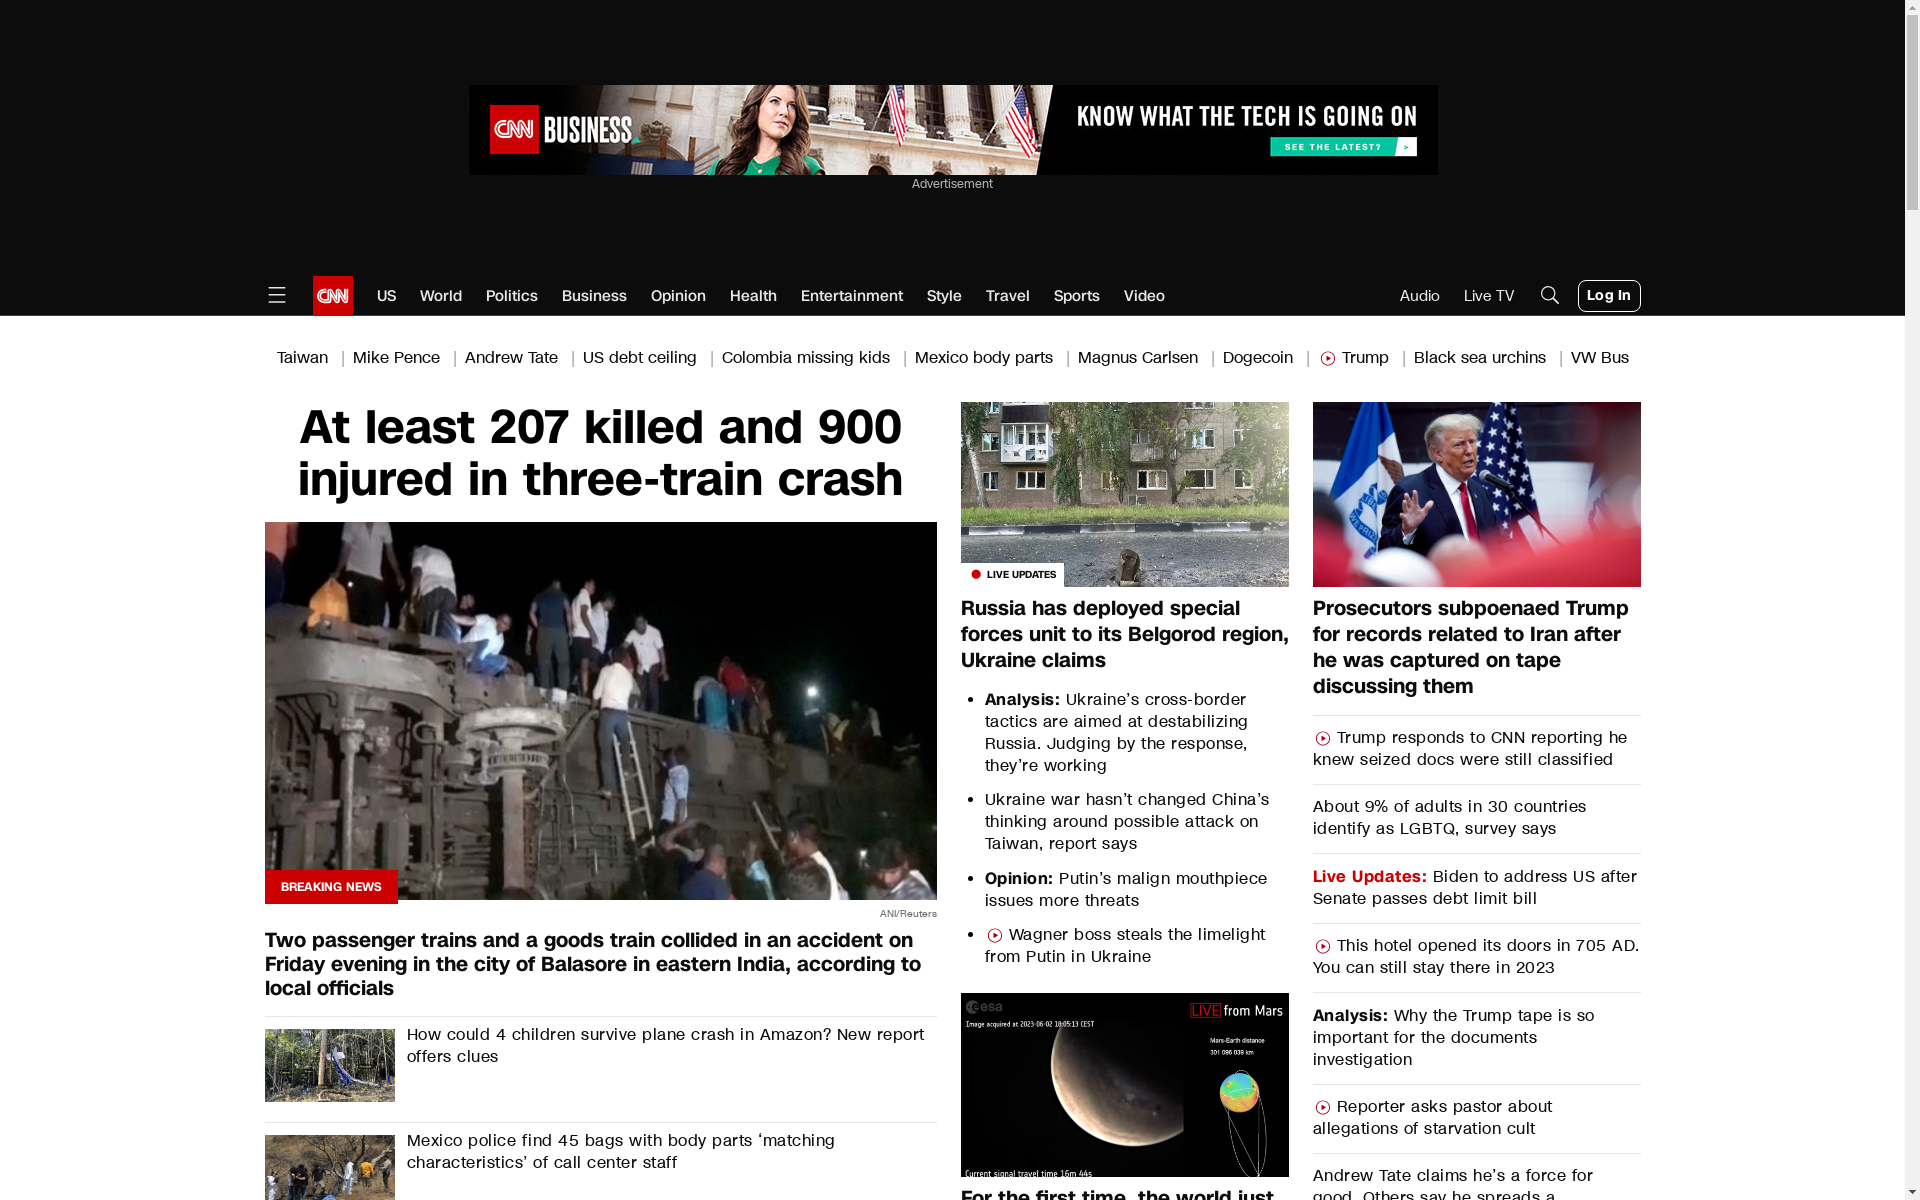 CNN BUSINESS
KNOW WHAT THE TECH IS GOING ON
SEE THE LATEST? >
Advertisement
CNN
US
World
Politics
Business
Opinion
Health
Entertainment
Style
Travel
Sports
Video
Audio
Live TV
Log In
Taiwan | Mike Pence | Andrew Tate | US debt ceiling | Colombia missing kids | Mexico body parts | Magnus Carlsen | Dogecoin | Trump | Black sea urchins | VW Bus
At least 207 killed and 900
injured in three-train crash
BREAKING NEWS
ANI/Reuters
Two passenger trains and a goods train collided in an accident on
Friday evening in the city of Balasore in eastern India, according to
local officials
How could 4 children survive plane crash in Amazon? New report
offers clues
Mexico police find 45 bags with body parts ‘matching
characteristics’ of call center staff
LIVE UPDATES
Russia has deployed special
forces unit to its Belgorod region,
Ukraine claims
• Analysis: Ukraine’s cross-border
tactics are aimed at destabilizing
Russia. Judging by the response,
they’re working
• Ukraine war hasn’t changed China’s
thinking around possible attack on
Taiwan, report says
• Opinion: Putin’s malign mouthpiece
issues more threats
• Wagner boss steals the limelight
from Putin in Ukraine
esa
LIVE from Mars
Image acquired at 2023-06-02 18:05:13 CEST
Mars-Earth distance
301 096 039 km
Current signal travel time 16m 44s
For the first time, the world just
Prosecutors subpoenaed Trump
for records related to Iran after
he was captured on tape
discussing them
Trump responds to CNN reporting he
knew seized docs were still classified
About 9% of adults in 30 countries
identify as LGBTQ, survey says
Live Updates: Biden to address US after
Senate passes debt limit bill
This hotel opened its doors in 705 AD.
You can still stay there in 2023
Analysis: Why the Trump tape is so
important for the documents
investigation
Reporter asks pastor about
allegations of starvation cult
Andrew Tate claims he’s a force for
good. Others say he spreads a